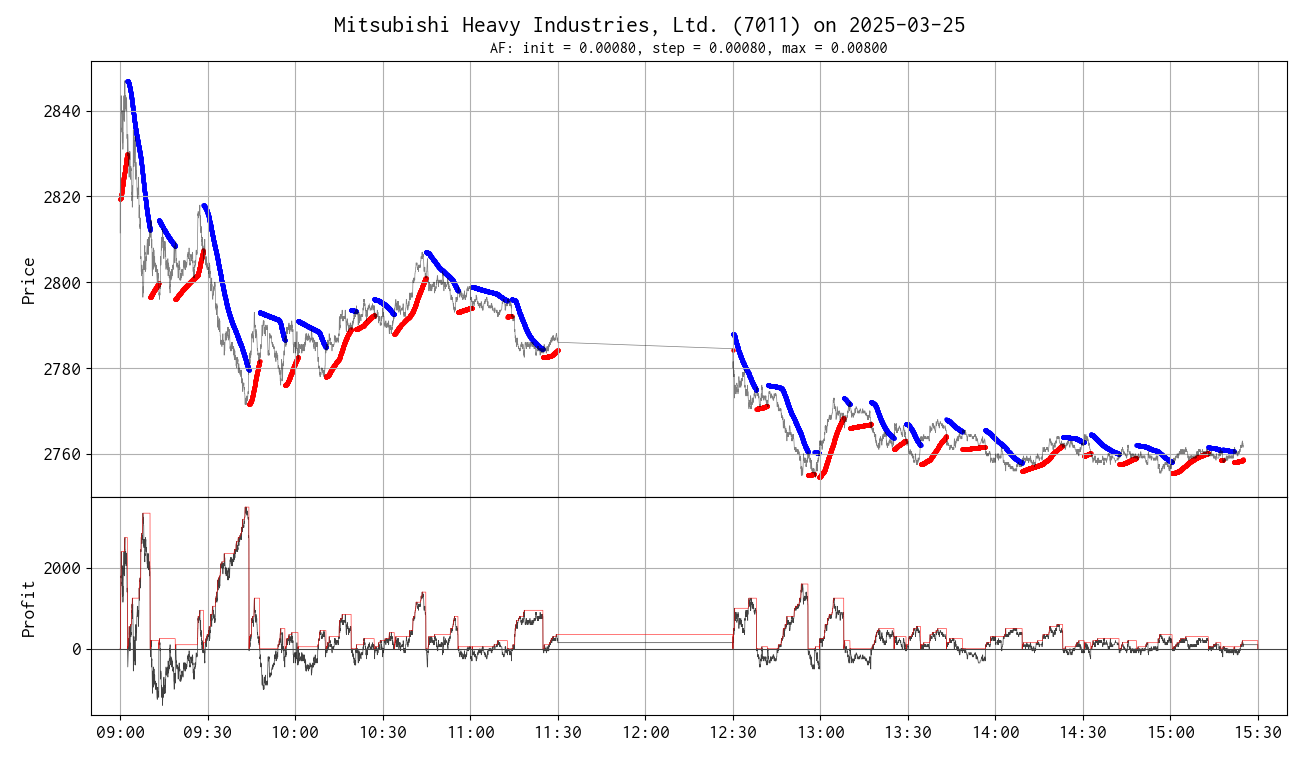 Mitsubishi Heavy Industries, Ltd. (7011) on 2025-03-25
AF: init = 0.00080, step = 0.00080, max = 0.00800
Price
2840
2820
2800
2780
2760
Profit
2000
0
09:00 09:30 10:00 10:30 11:00 11:30 12:00 12:30 13:00 13:30 14:00 14:30 15:00 15:30